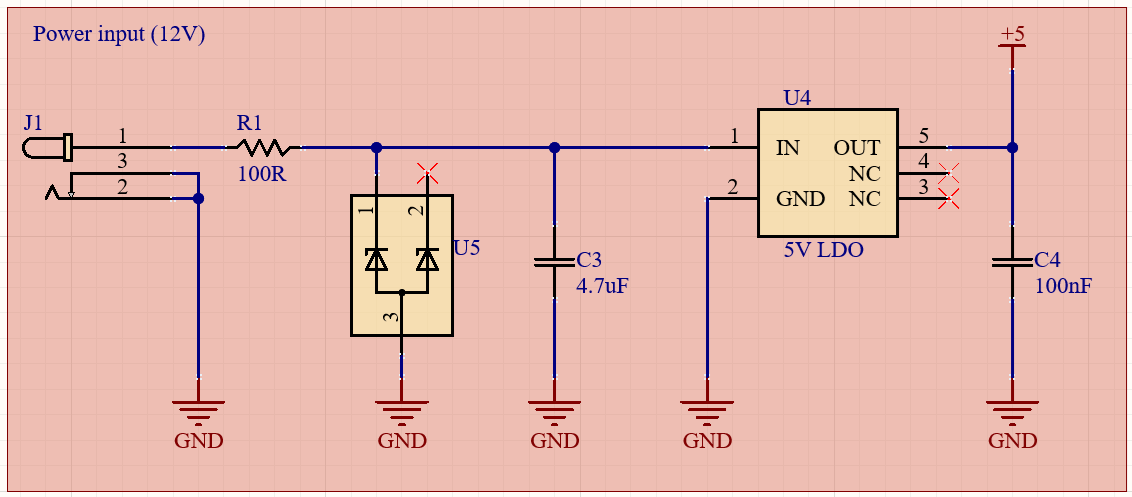 Power input (12V)
+5
J1
1
3
2
R1
100R
1
2
3
U5
C3
4.7uF
U4
1
2
IN
GND
OUT
NC
NC
5
4
3
5V LDO
C4
100nF
GND
GND
GND
GND
GND